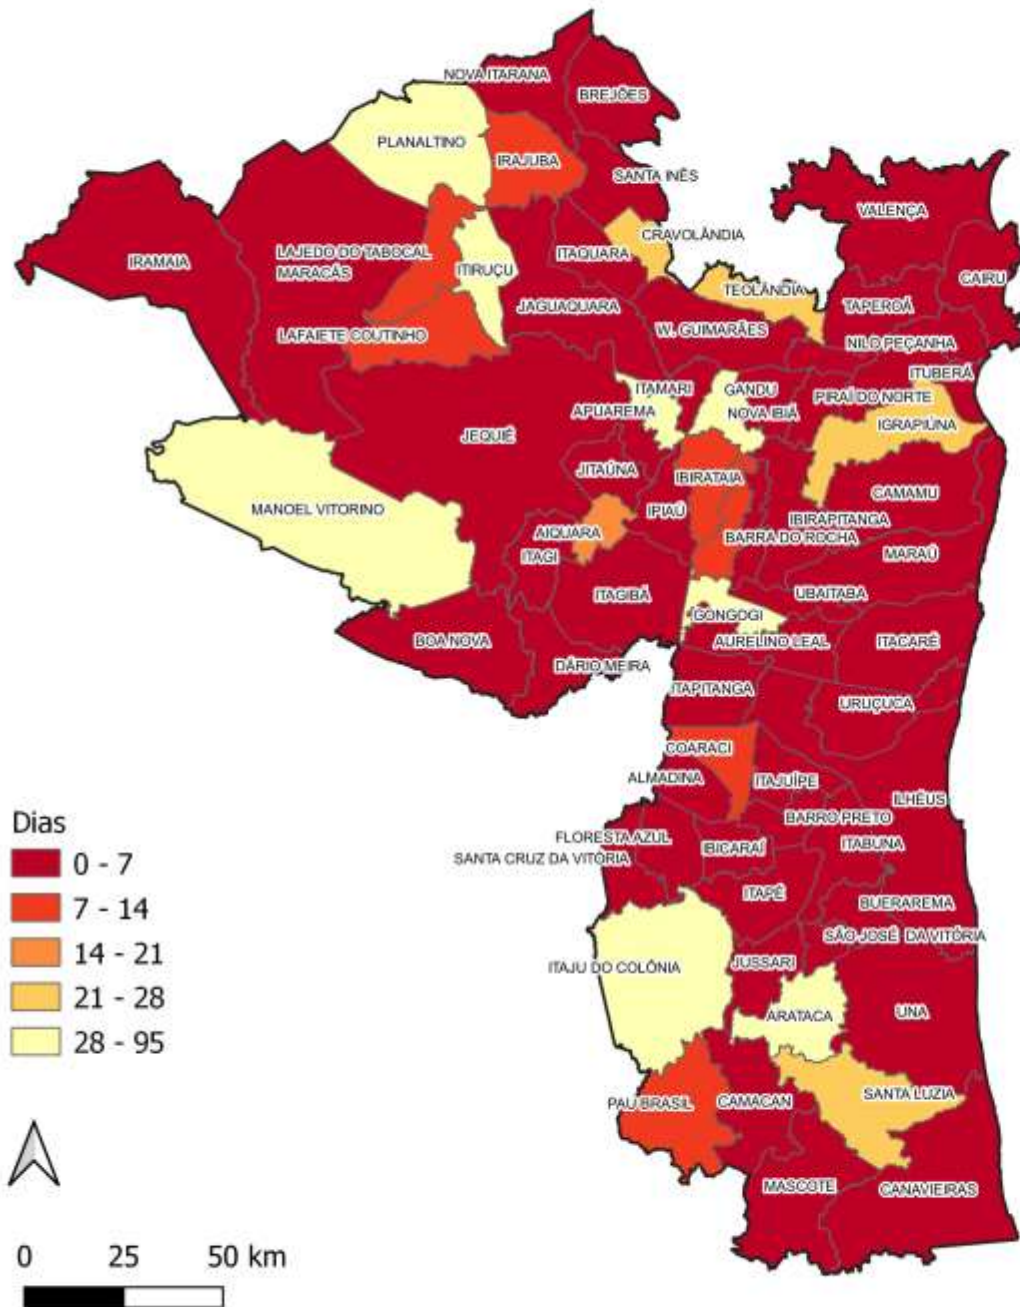 NOVA ITARANA
BREJÕES
PLANALTINO
IRAJUBA
SANTA INÊS
VALENÇA
CRAVOLÂNDIA
LAJEDO DO TABOCAL
ITAQUARA
IRAMAIA
MARACÁS
ITIRUÇU
CAIRU
TEOLÂNDIA
JAGUAQUARA
TAPEROÁ
W. GUIMARÃES
LAFAIETE COUTINHO
NILO PEÇANHA
ITUBERÁ
ITAMARI
GANDU
PIRAÍ DO NORTE
APUAREMA
NOVA IBIÁ
IGRAPIÚNA
JEQUIÉ
JITAÚNA
IBIRATAIA
CAMAMU
MANOEL VITORINO
IPIAÚ
IBIRAPITANGA
AIQUARA
BARRA DO ROCHA
ITAGI
MARAÚ
ITAGIBÁ
UBAITABA
GONGOGI
BOA NOVA
AURELINO LEAL
ITACARÉ
DÁRIO MEIRA
ITAPITANGA
URUÇUCA
COARACI
ALMADINA
ITAJUÍPE
ILHÉUS
BARRO PRETO
FLORESTA AZUL
IBICARAÍ
ITABUNA
SANTA CRUZ DA VITÓRIA
ITAPÉ
BUERAREMA
SÃO JOSÉ DA VITÓRIA
ITAJU DO COLÔNIA
JUSSARI
ARATACA
UNA
SANTA LUZIA
PAU BRASIL
CAMACAN
MASCOTE
CANAVIEIRAS
Dias
0 - 7
7 - 14
14 - 21
21 - 28
28 - 95
0 25 50 km